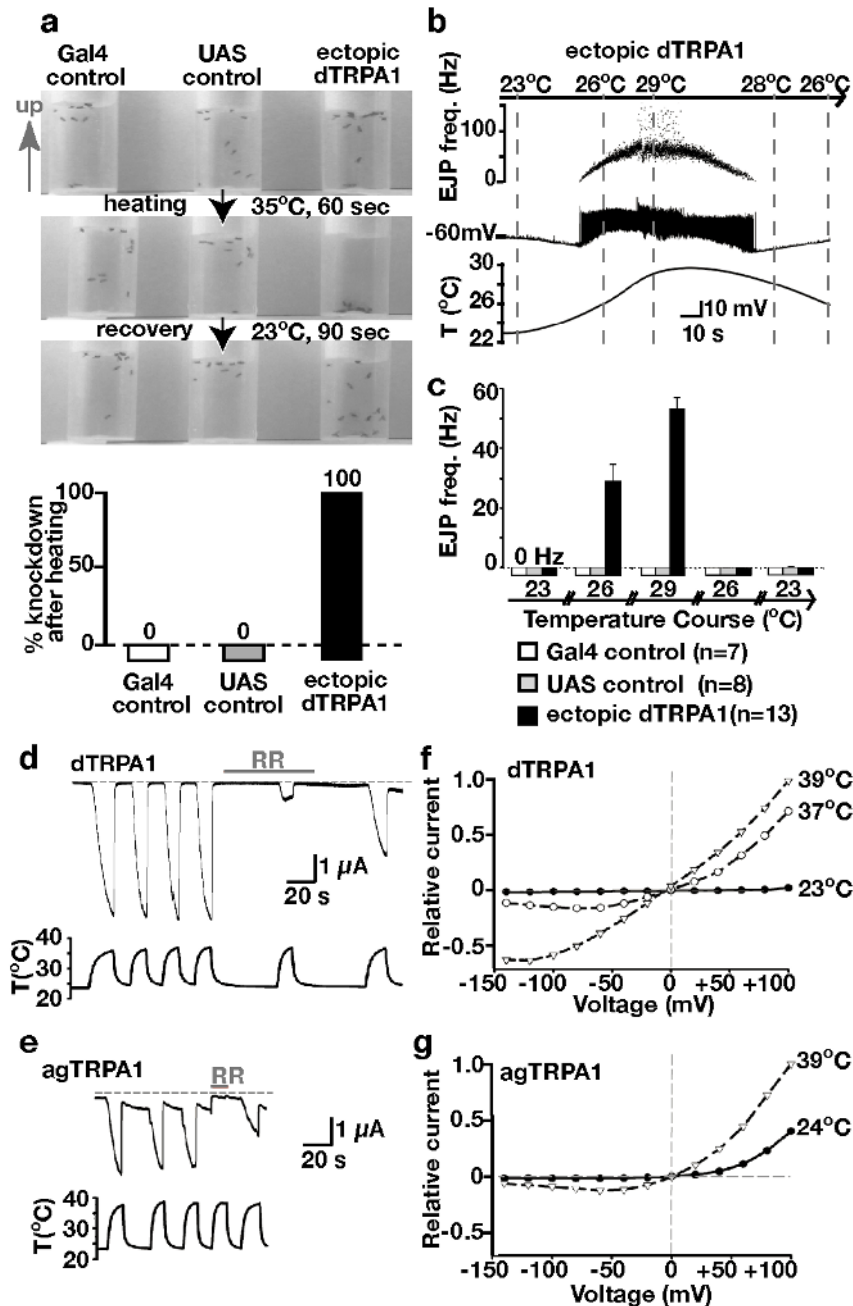 a
Gal4 control
UAS control
ectopic dTRPA1
up
heating
35°C, 60 sec
recovery
23°C, 90 sec
% knockdown after heating
100
50
0
0
0
100
Gal4 control
UAS control
ectopic dTRPA1
b
ectopic dTRPA1
23°C 26°C 29°C 28°C 26°C
EJP freq. (Hz)
100
0
-60mV
T (°C)
30
26
22
10 mV
10 s
c
EJP freq. (Hz)
60
40
20
0
0 Hz
23 26 29 26 23
Temperature Course (°C)
Gal4 control (n=7)
UAS control (n=8)
ectopic dTRPA1(n=13)
d
dTRPA1
RR
1 µA
20 s
T(°C)
40
30
20
e
agTRPA1
RR
1 µA
20 s
T(°C)
40
30
20
f
dTRPA1
Relative current
1.0
0.5
0
-0.5
39°C
37°C
23°C
-150 -100 -50 0 +50 +100
Voltage (mV)
g
agTRPA1
Relative current
1.0
0.5
0
-0.5
39°C
24°C
-150 -100 -50 0 +50 +100
Voltage (mV)